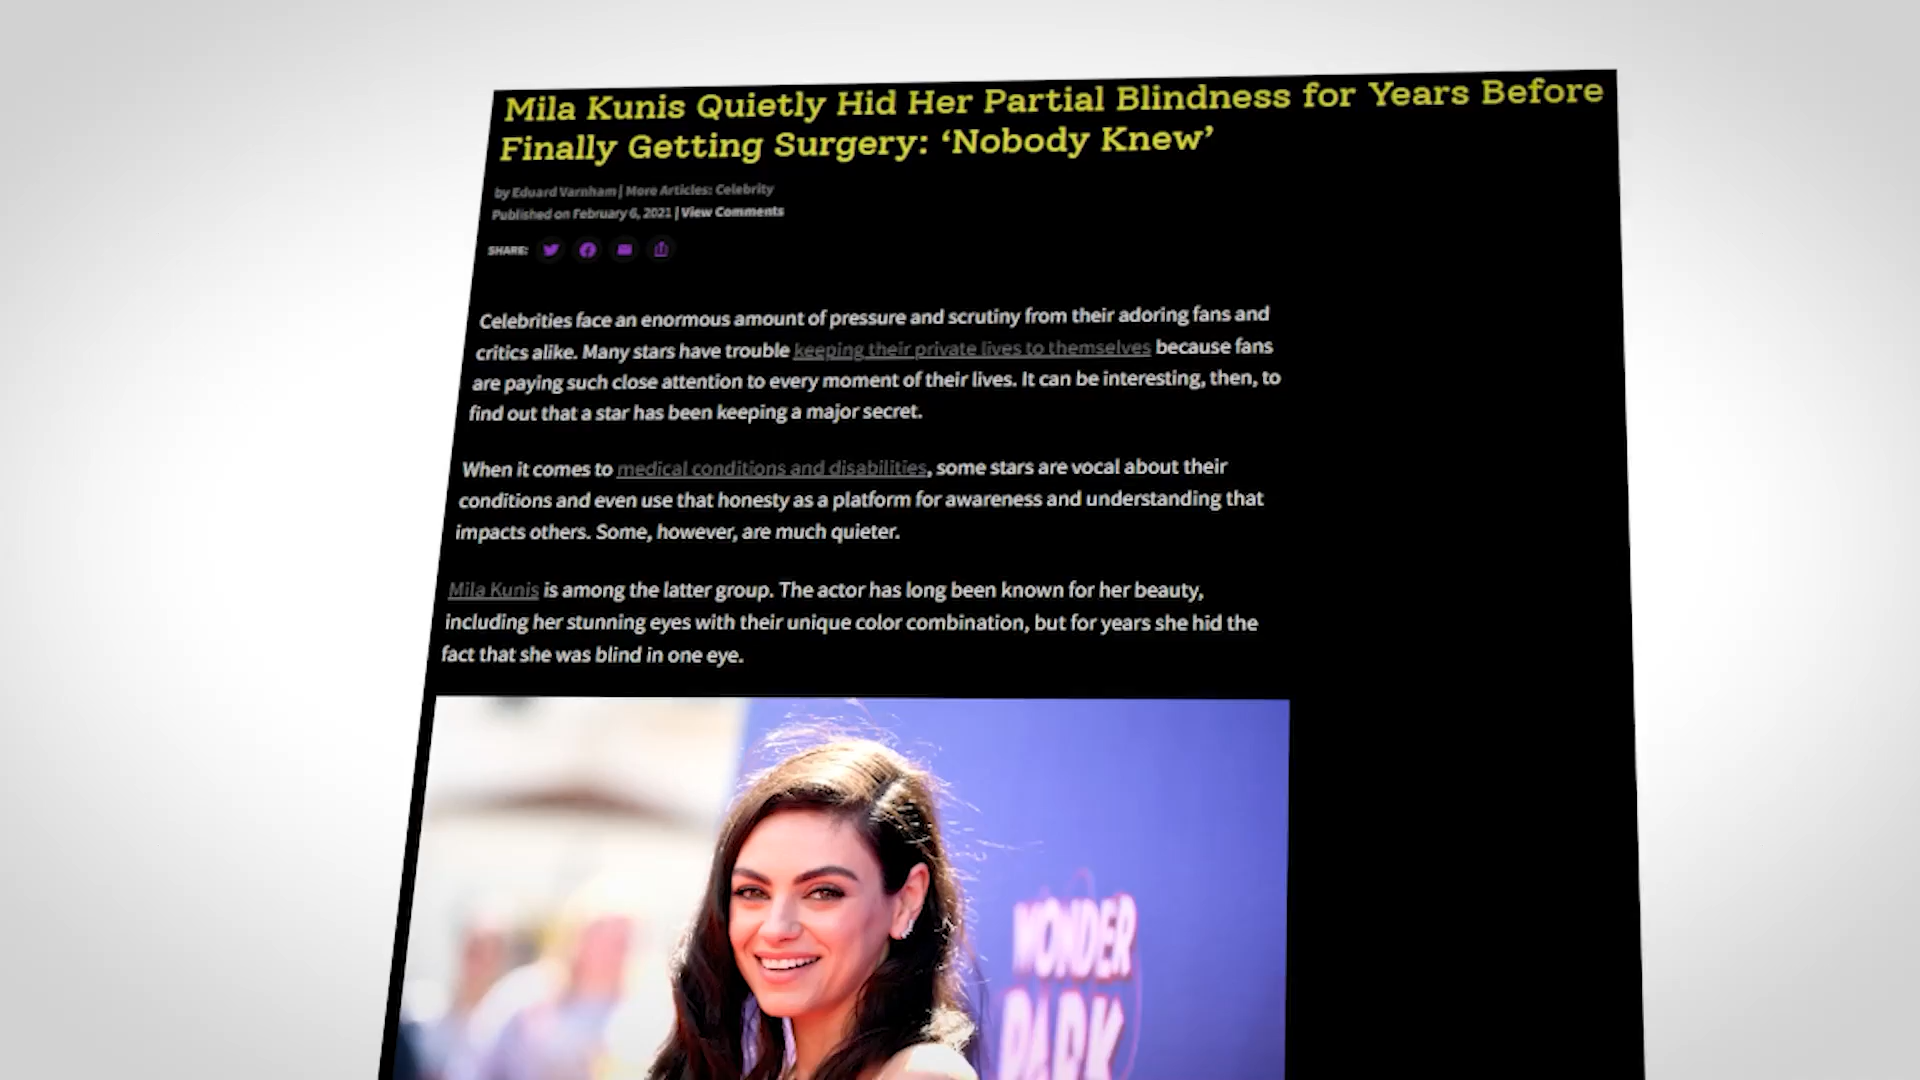 Mila Kunis Quietly Hid Her Partial Blindness for Years Before
Finally Getting Surgery: ‘Nobody Knew’
by Eduard Varnham | More Articles: Celebrity
Published on February 6, 2021 | View Comments
SHARE:
Celebrities face an enormous amount of pressure and scrutiny from their adoring fans and
critics alike. Many stars have trouble keeping their private lives to themselves because fans
are paying such close attention to every moment of their lives. It can be interesting, then, to
find out that a star has been keeping a major secret.
When it comes to medical conditions and disabilities, some stars are vocal about their
conditions and even use that honesty as a platform for awareness and understanding that
impacts others. Some, however, are much quieter.
Mila Kunis is among the latter group. The actor has long been known for her beauty,
including her stunning eyes with their unique color combination, but for years she hid the
fact that she was blind in one eye.
WONDER
PARK